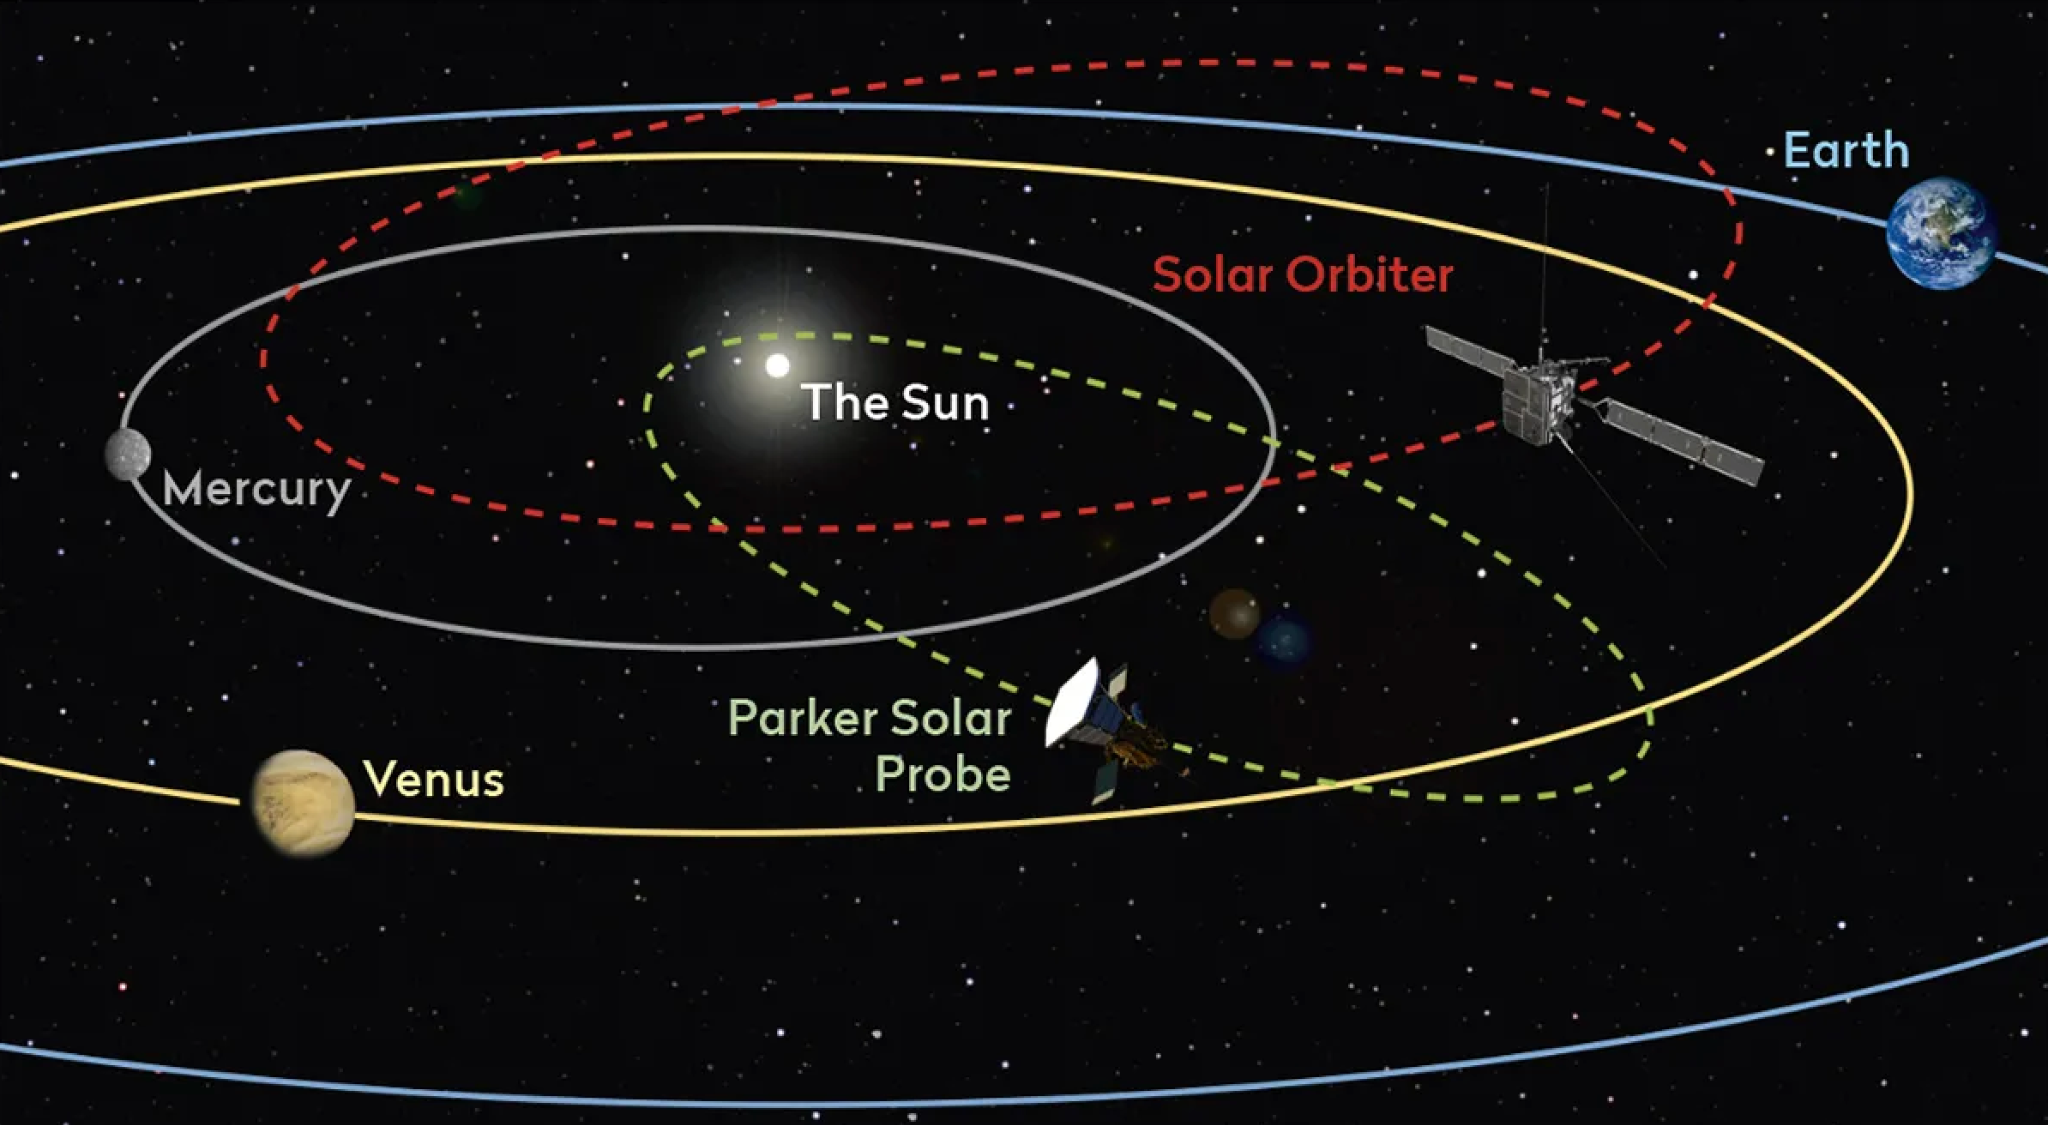 Earth
Solar Orbiter
The Sun
Mercury
Parker Solar
Probe
Venus